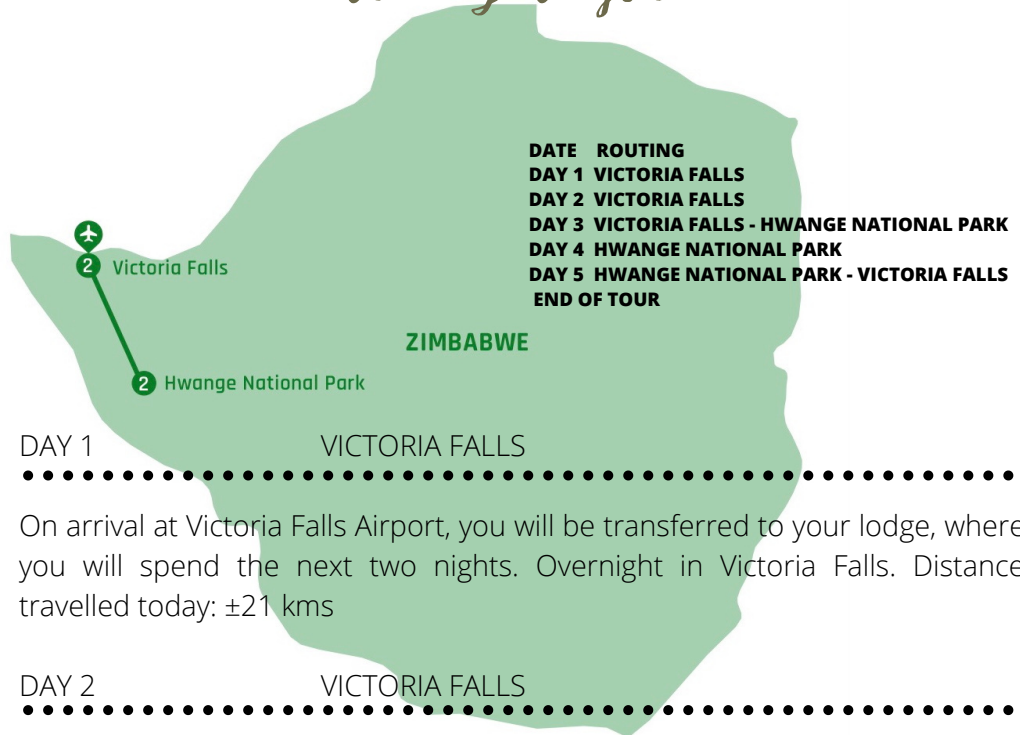 DATE ROUTING
DAY 1 VICTORIA FALLS
DAY 2 VICTORIA FALLS
DAY 3 VICTORIA FALLS - HWANGE NATIONAL PARK
DAY 4 HWANGE NATIONAL PARK
DAY 5 HWANGE NATIONAL PARK - VICTORIA FALLS
END OF TOUR
2 Victoria Falls
ZIMBABWE
2 Hwange National Park
DAY 1 VICTORIA FALLS
On arrival at Victoria Falls Airport, you will be transferred to your lodge, where
you will spend the next two nights. Overnight in Victoria Falls. Distance
travelled today: ±21 kms
DAY 2 VICTORIA FALLS